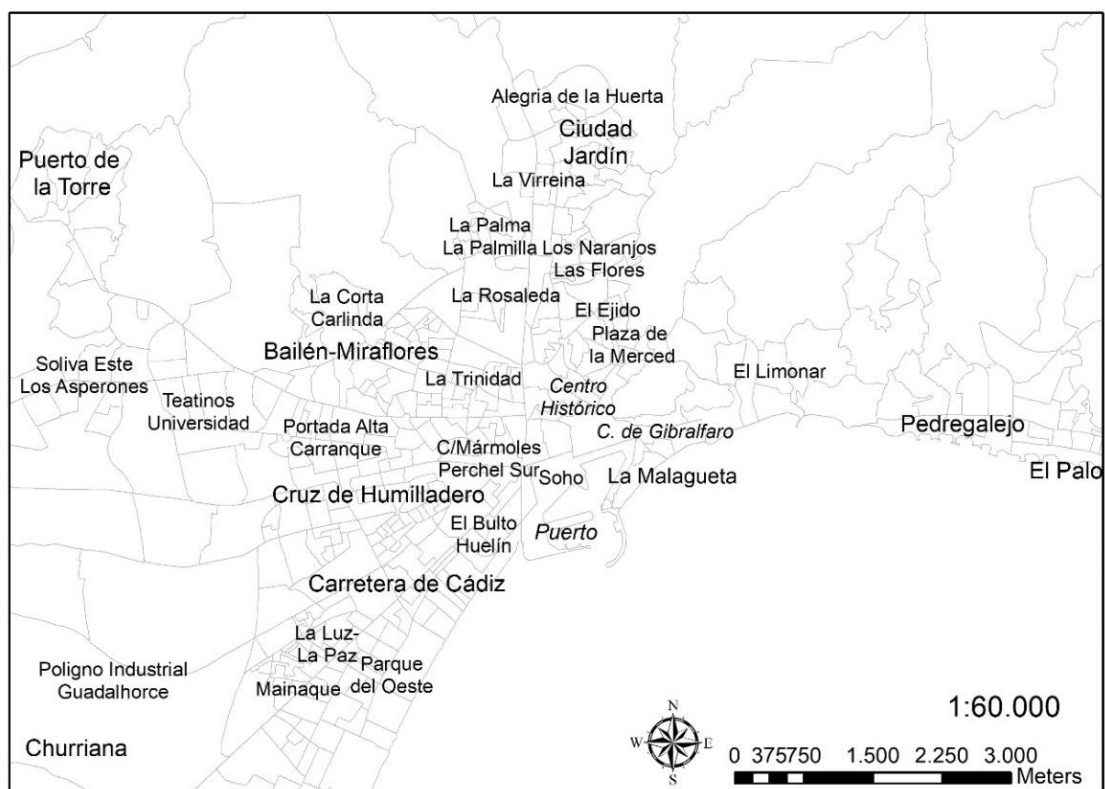 Alegria de la Huerta
Ciudad
Jardín
Puerto de
la Torre
La Virreina
La Palma
La Palmilla
Los Naranjos
Las Flores
La Corta
Carlinda
La Rosaleda
El Ejido
Plaza de
la Merced
Bailén-Miraflores
Soliva Este
Los Asperones
La Trinidad
Centro
Histórico
El Limonar
Teatinos
Universidad
Portada Alta
Carranque
C. de Gibralfaro
Pedregalejo
C/Mármoles
Perchel Sur
Soho
La Malagueta
El Palo
Cruz de Humilladero
El Bulto
Huelín
Puerto
Carretera de Cádiz
La Luz-
La Paz
Parque
del Oeste
Mainaque
Poligno Industrial
Guadalhorce
Churriana
1:60.000
N
W
E
S
0 375750 1.500 2.250 3.000
Meters